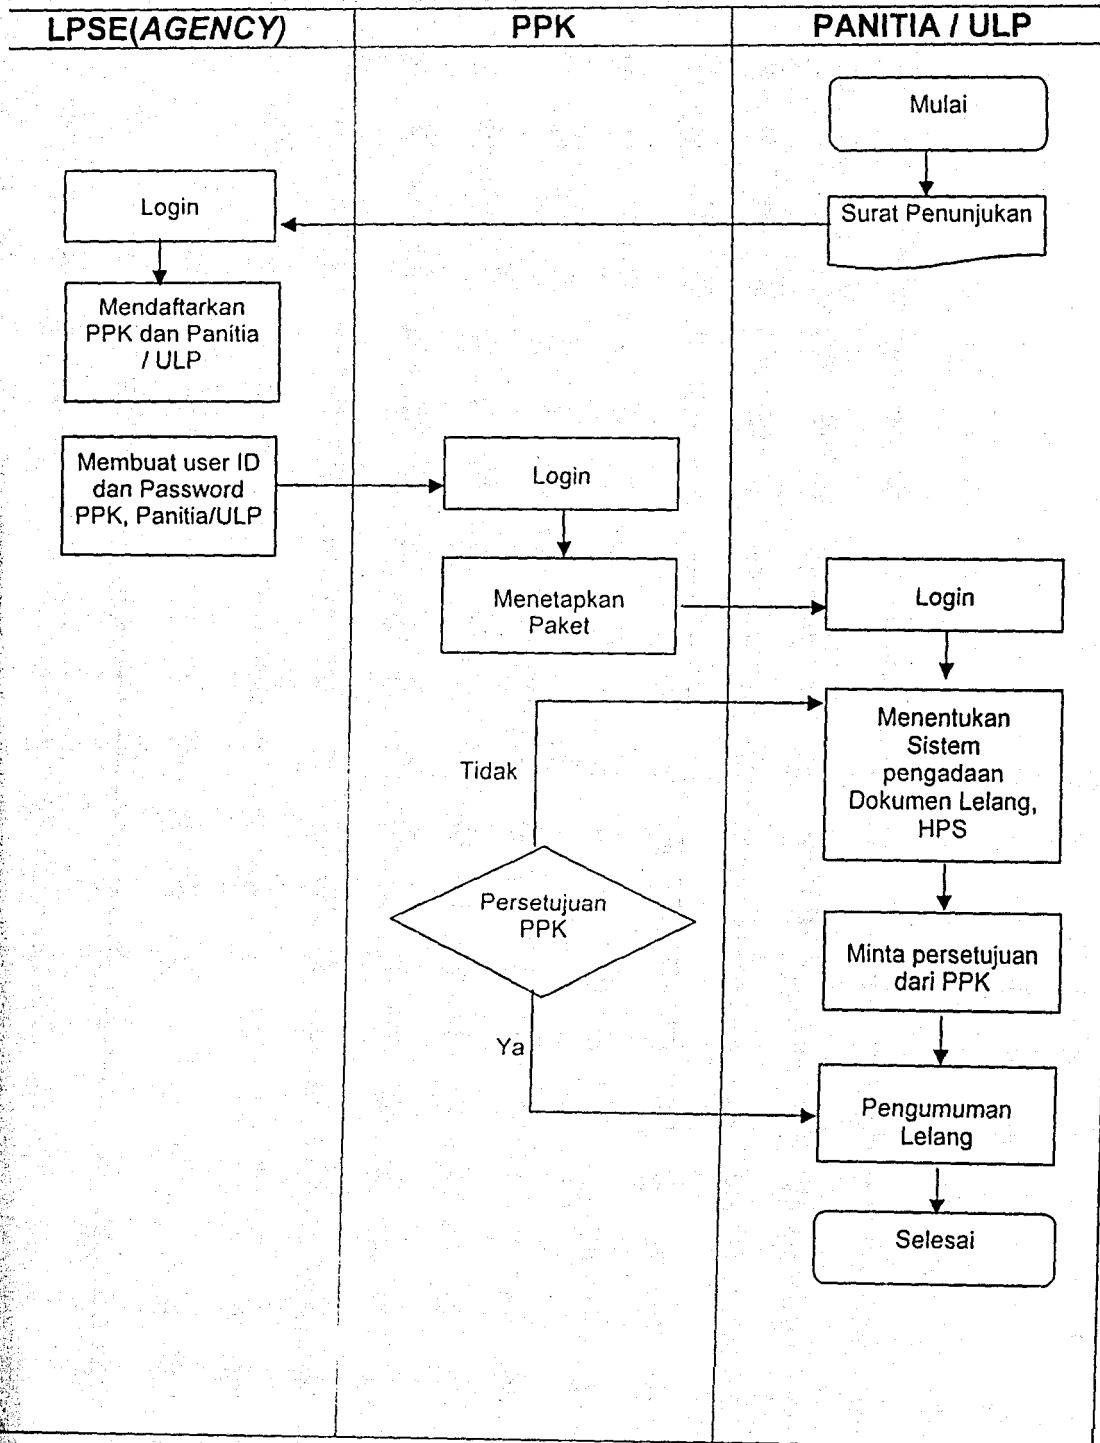 LPSE(AGENCY)
PPK
PANITIA / ULP
Mulai
Surat Penunjukan
Login
Mendaftarkan
PPK dan Panitia
/ ULP
Membuat user ID
dan Password
PPK, Panitia/ULP
Login
Menetapkan
Paket
Login
Menentukan
Sistem
pengadaan
Dokumen Lelang,
HPS
Tidak
Persetujuan
PPK
Minta persetujuan
dari PPK
Ya
Pengumuman
Lelang
Selesai